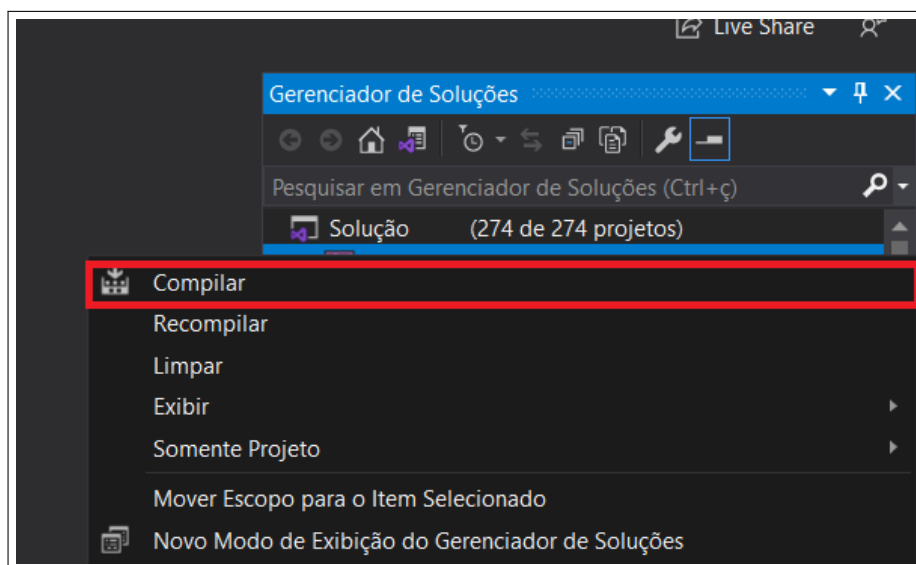 Live Share
Gerenciador de Soluções
Pesquisar em Gerenciador de Soluções (Ctrl+ç)
Solução (274 de 274 projetos)
Compilar
Recompilar
Limpar
Exibir
Somente Projeto
Mover Escopo para o Item Selecionado
Novo Modo de Exibição do Gerenciador de Soluções